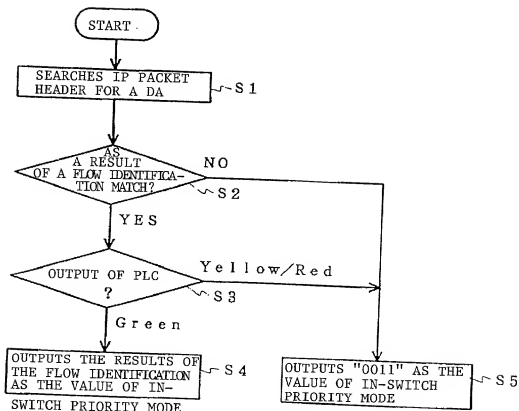 START
SEARCHES IP PACKET
HEADER FOR A DA
S1
AS
A RESULT
OF A FLOW IDENTIFICA-
TION MATCH?
NO
S2
YES
OUTPUT OF PLC
?
Yellow/Red
S3
Green
OUTPUTS THE RESULTS OF
THE FLOW IDENTIFICATION
AS THE VALUE OF IN-
SWITCH PRIORITY MODE
S4
OUTPUTS "0011" AS THE
VALUE OF IN-SWITCH
PRIORITY MODE
S5